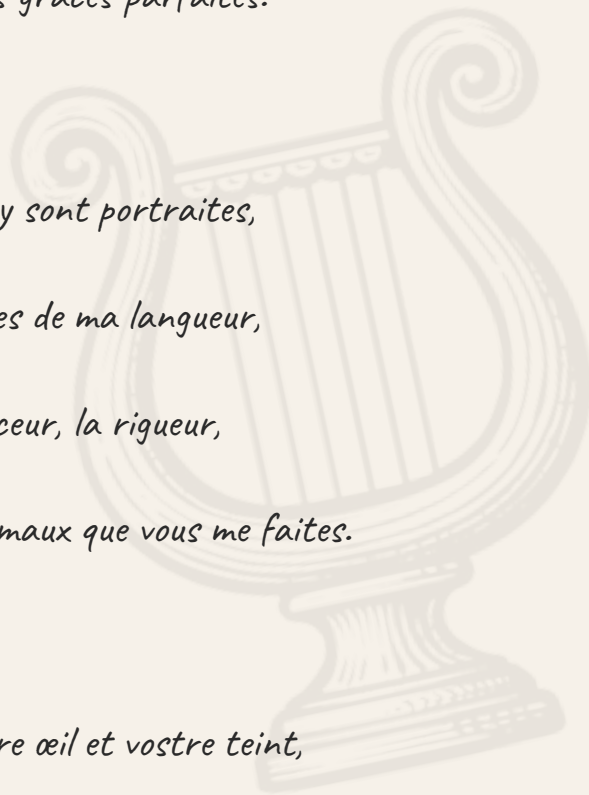 grâces parfaites.
y sont portraites,
es de ma langueur,
ceur, la rigueur,
maux que vous me faites.
re œil et vostre teint,